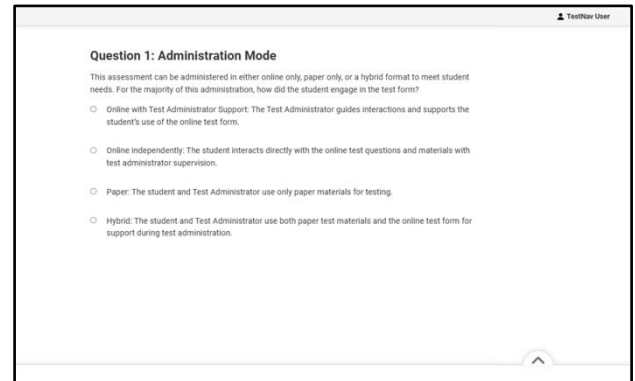 TestNav User
Question 1: Administration Mode
This assessment can be administered in either online only, paper only, or a hybrid format to meet student
needs. For the majority of this administration, how did the student engage in the test form?
Online with Test Administrator Support: The Test Administrator guides interactions and supports the
student's use of the online test form.
Online independently: The student interacts directly with the online test questions and materials with
test administrator supervision.
Paper: The student and Test Administrator use only paper materials for testing.
Hybrid: The student and Test Administrator use both paper test materials and the online test form for
support during test administration.